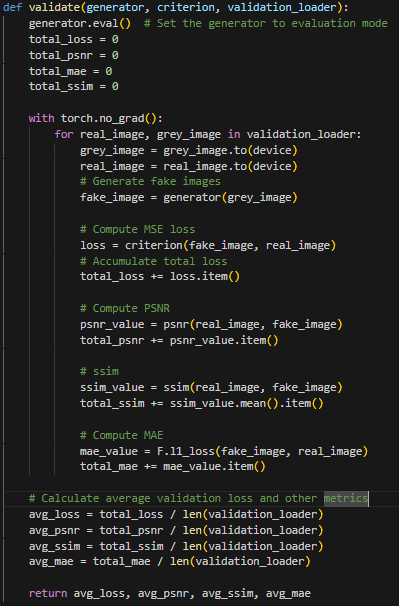 def validate(generator, criterion, validation_loader):
    generator.eval()  # Set the generator to evaluation mode
    total_loss = 0
    total_psnr = 0
    total_mae = 0
    total_ssim = 0

    with torch.no_grad():
        for real_image, grey_image in validation_loader:
            grey_image = grey_image.to(device)
            real_image = real_image.to(device)
            # Generate fake images
            fake_image = generator(grey_image)

            # Compute MSE loss
            loss = criterion(fake_image, real_image)
            # Accumulate total loss
            total_loss += loss.item()

            # Compute PSNR
            psnr_value = psnr(real_image, fake_image)
            total_psnr += psnr_value.item()

            # ssim
            ssim_value = ssim(real_image, fake_image)
            total_ssim += ssim_value.mean().item()

            # Compute MAE
            mae_value = F.l1_loss(fake_image, real_image)
            total_mae += mae_value.item()

    # Calculate average validation loss and other metrics
    avg_loss = total_loss / len(validation_loader)
    avg_psnr = total_psnr / len(validation_loader)
    avg_ssim = total_ssim / len(validation_loader)
    avg_mae = total_mae / len(validation_loader)

    return avg_loss, avg_psnr, avg_ssim, avg_mae